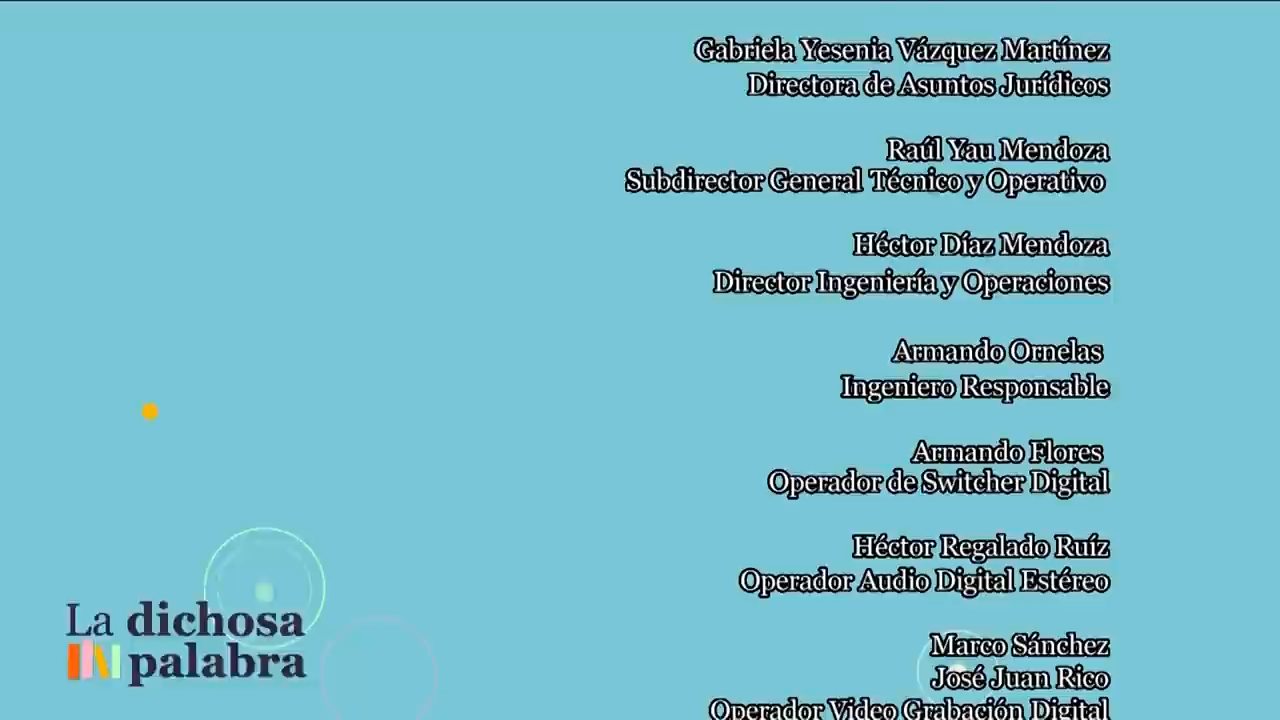 Gabriela Yesenia Vázquez Martínez
Directora de Asuntos Jurídicos
Raúl Yau Mendoza
Subdirector General Técnico y Operativo
Héctor Díaz Mendoza
Director Ingeniería y Operaciones
Armando Ornelas
Ingeniero Responsable
Armando Flores
Operador de Switcher Digital
Héctor Regalado Ruíz
Operador Audio Digital Estéreo
Marco Sánchez
José Juan Rico
Operador Video Grabación Digital
La dichosa
palabra